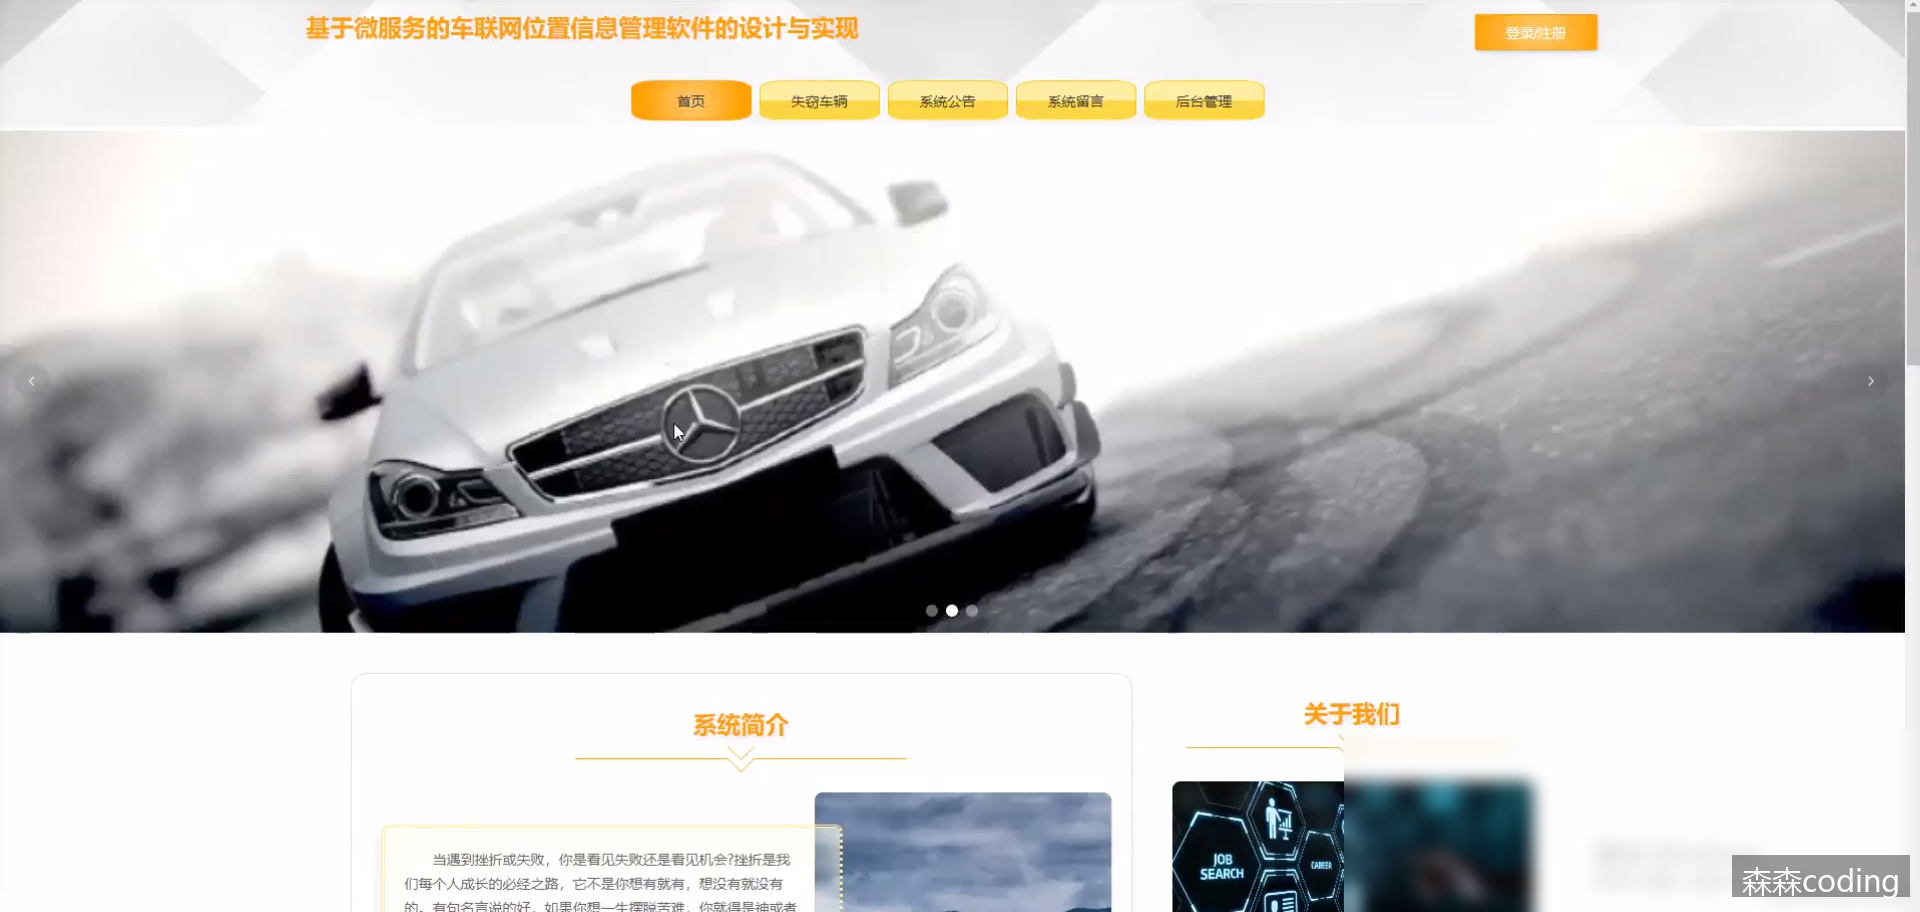 基于微服务的车联网位置信息管理软件的设计与实现
登录/注册
首页
失窃车辆
系统公告
系统留言
后台管理
系统简介
关于我们
当遇到挫折或失败，你是看见失败还是看见机会?挫折是我
们每个人成长的必经之路，它不是你想有就有，想没有就没有
的。有句名言说的好，如果你想一生摆脱苦难，你就得是神或者
JOB
SEARCH
CAREER
森森coding